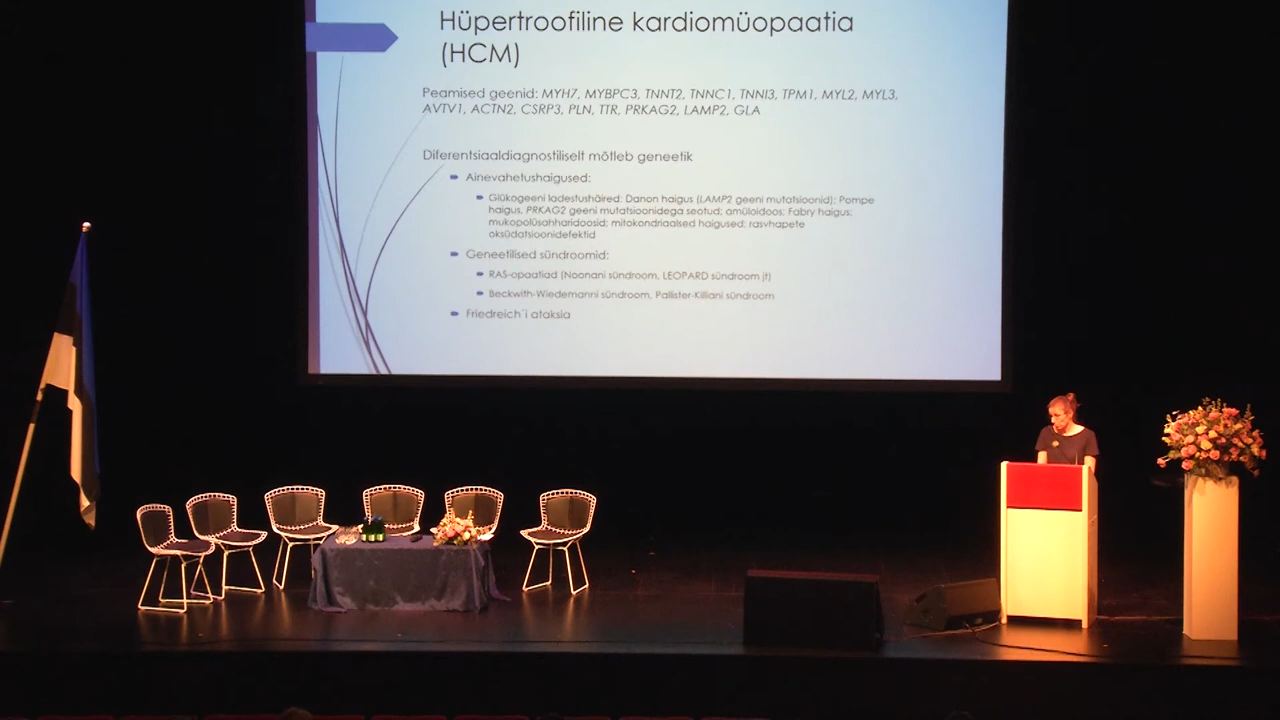 Hüpertroofiline kardiomüopaatia
(HCM)
Peamised geenid: MYH7, MYBPC3, TNNT2, TNNC1, TNNI3, TPM1, MYL2, MYL3,
AVTV1, ACTN2, CSRP3, PLN, TTR, PRKAG2, LAMP2, GLA
Diferentsiaaldiagnostiliselt mõtleb geneetik
Ainevahetushaigused:
Glükogeeni ladestushäired: Danon haigus (LAMP2 geeni mutatsioonid); Pompe
haigus, PRKAG2 geeni mutatsioonidega seotud; amüloidoos; Fabry haigus;
mukopolüsahharidoosid; mitokondriaalsed haigused; rasvhapete
oksüdatsioonidefektid
Geneetilised sündroomid:
RAS-opaatiad (Noonani sündroom, LEOPARD sündroom jt)
Beckwith-Wiedemanni sündroom, Pallister-Killiani sündroom
Friedreich´i ataksia